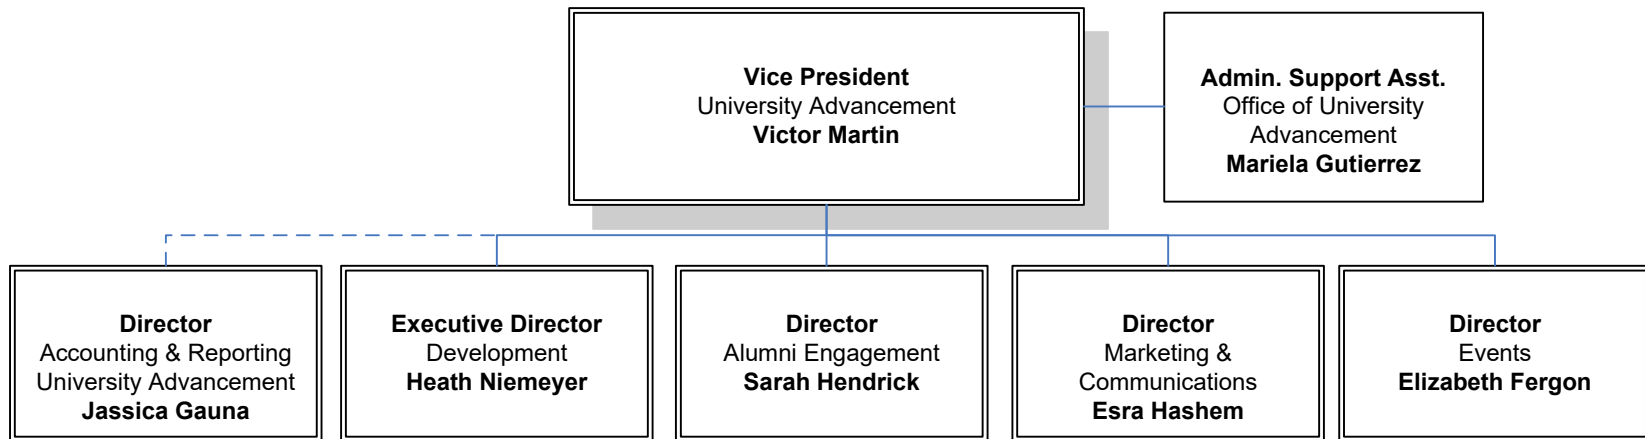 Vice President
University Advancement
Victor Martin
Admin. Support Asst.
Office of University
Advancement
Mariela Gutierrez
Director
Accounting & Reporting
University Advancement
Jassica Gauna
Executive Director
Development
Heath Niemeyer
Director
Alumni Engagement
Sarah Hendrick
Director
Marketing &
Communications
Esra Hashem
Director
Events
Elizabeth Fergon